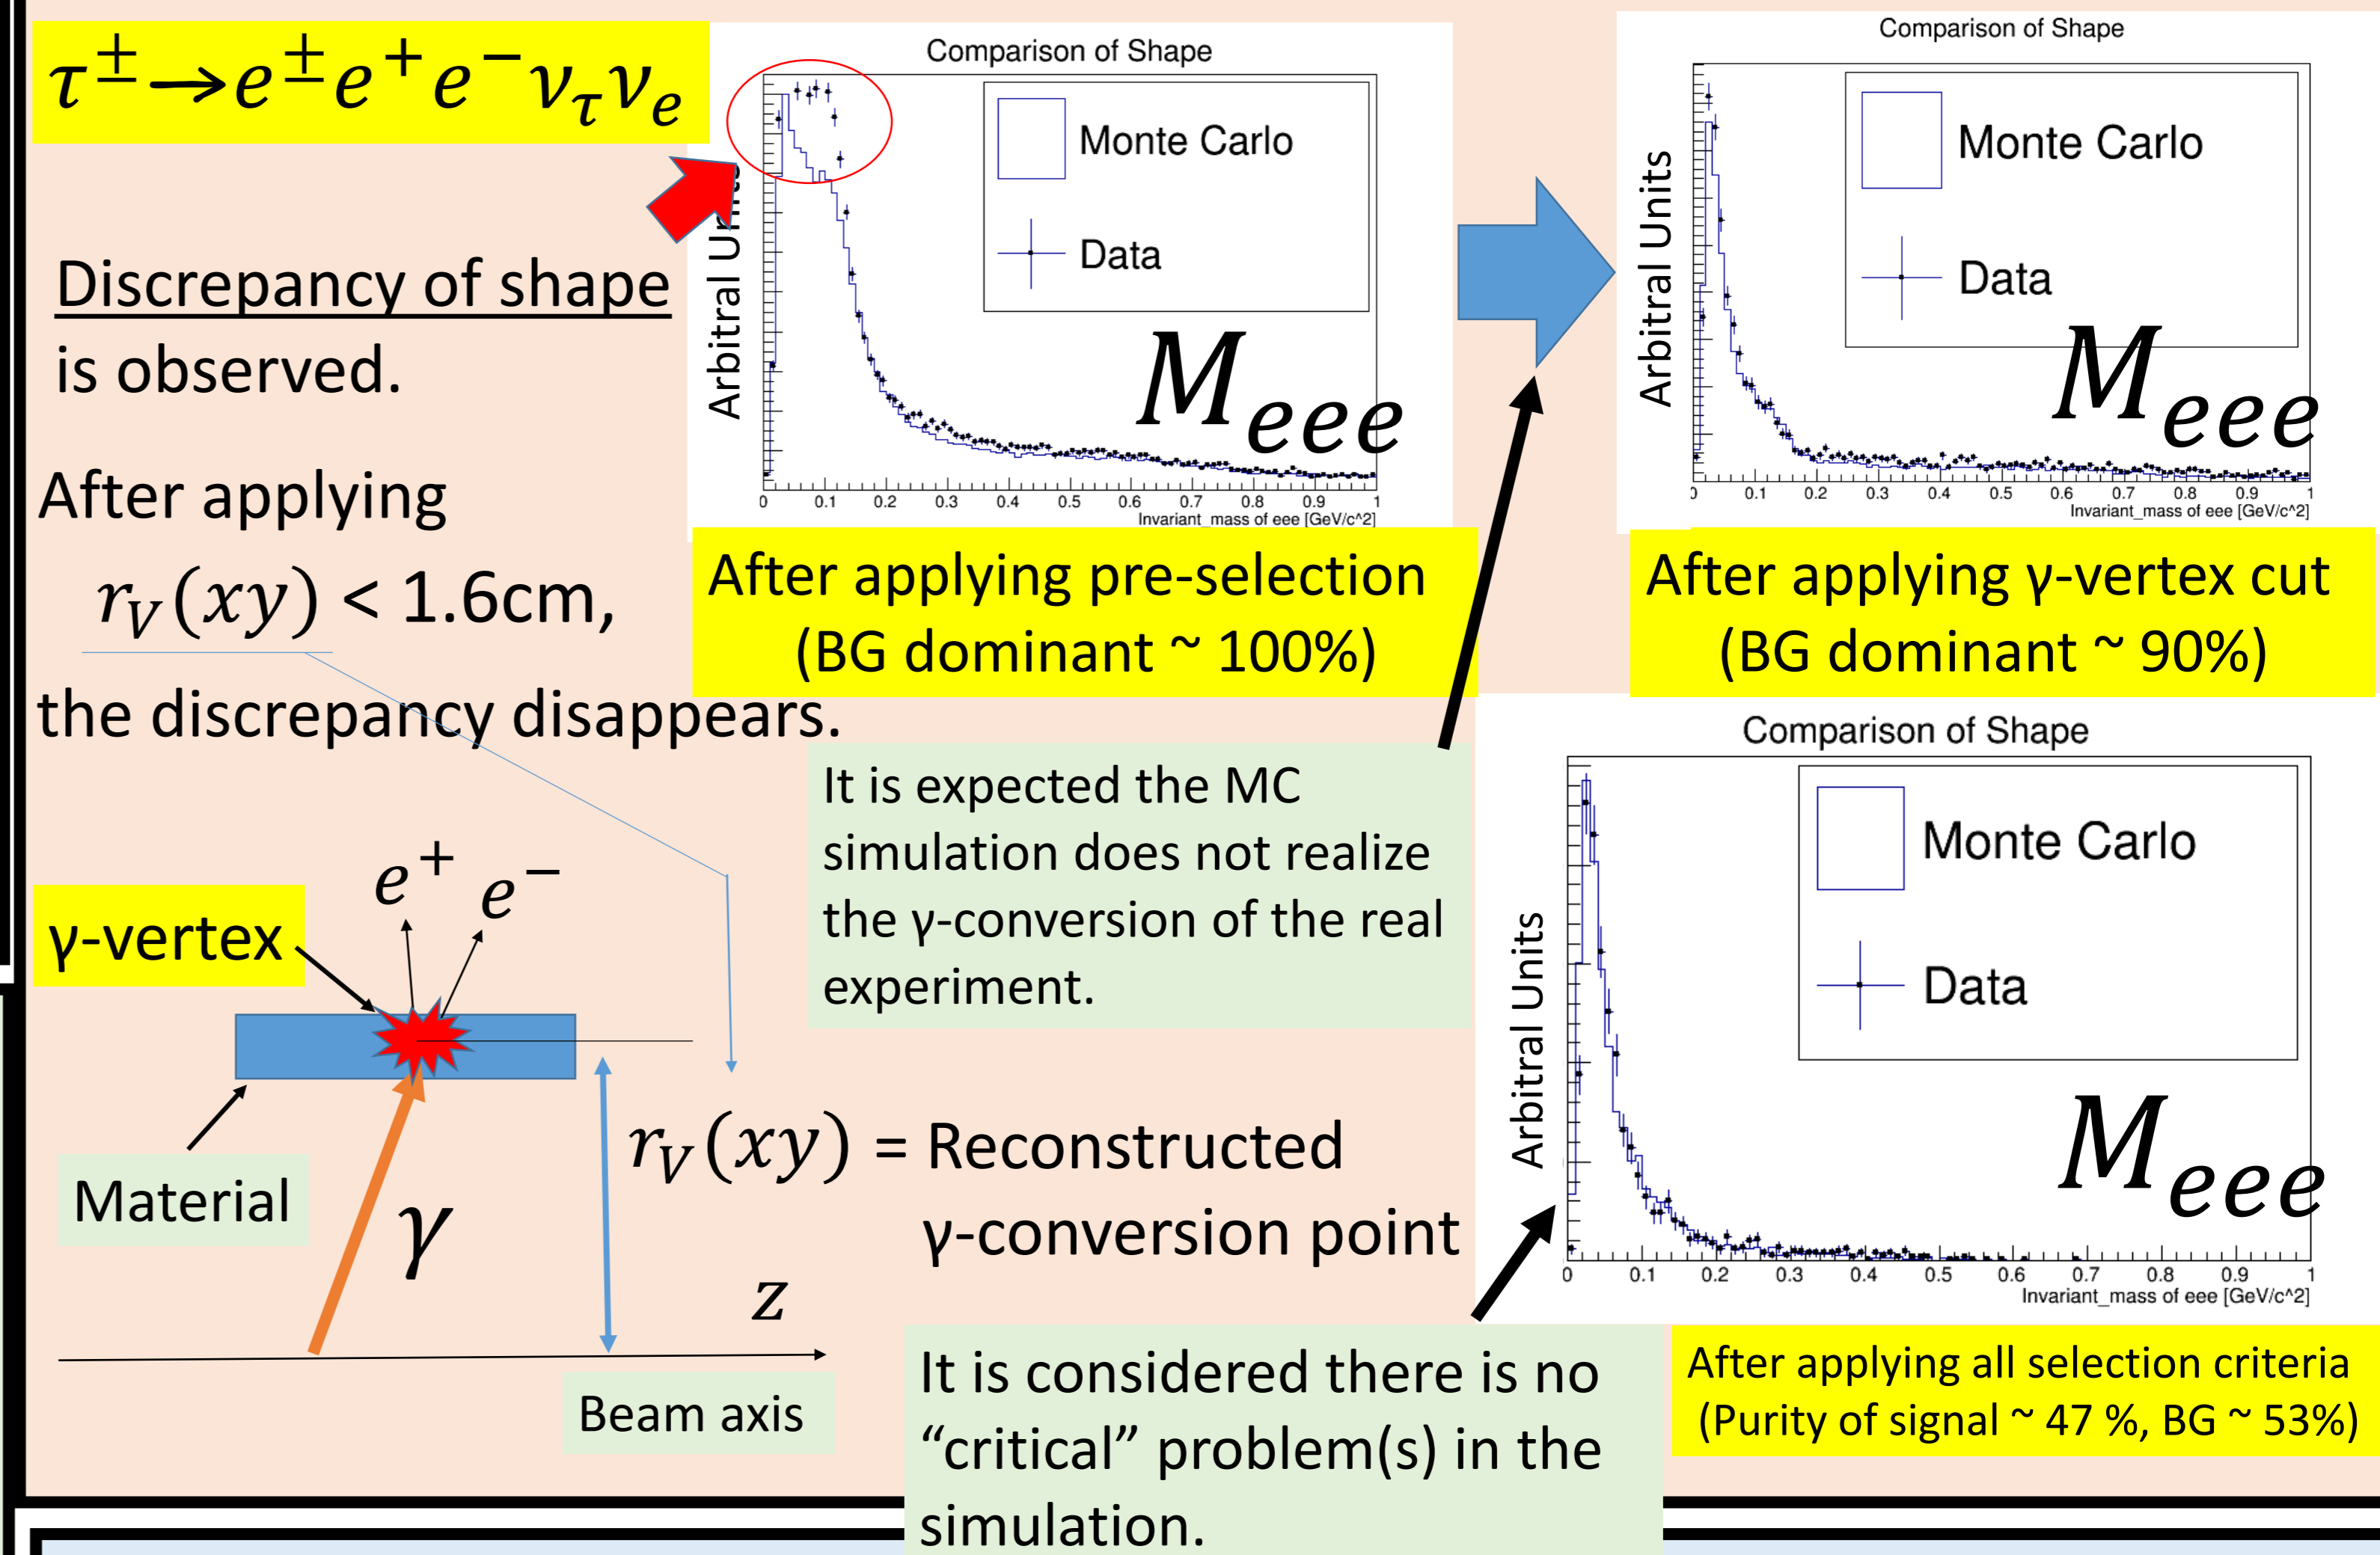 τ^± → e^± e^+ e^- ν_τ ν_e
Discrepancy of shape
is observed.
After applying
r_V(xy) < 1.6cm,
the discrepancy disappears.
Comparison of Shape
Monte Carlo
Data
M_eee
Arbitral Units
0 0.1 0.2 0.3 0.4 0.5 0.6 0.7 0.8 0.9 1
Invariant_mass of eee [GeV/c^2]
After applying pre-selection
(BG dominant ~ 100%)
Comparison of Shape
Monte Carlo
Data
M_eee
Arbitral Units
0 0.1 0.2 0.3 0.4 0.5 0.6 0.7 0.8 0.9 1
Invariant_mass of eee [GeV/c^2]
After applying γ-vertex cut
(BG dominant ~ 90%)
It is expected the MC
simulation does not realize
the γ-conversion of the real
experiment.
e^+ e^-
γ-vertex
Material
γ
r_V(xy) = Reconstructed
γ-conversion point
z
Beam axis
Comparison of Shape
Monte Carlo
Data
M_eee
Arbitral Units
0 0.1 0.2 0.3 0.4 0.5 0.6 0.7 0.8 0.9 1
Invariant_mass of eee [GeV/c^2]
After applying all selection criteria
(Purity of signal ~ 47 %, BG ~ 53%)
It is considered there is no
“critical” problem(s) in the
simulation.